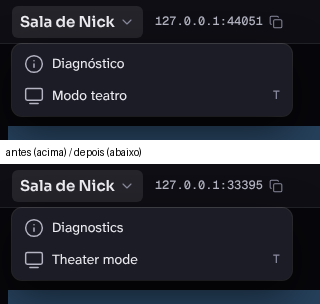 Sala de Nick 127.0.0.1:44051
Diagnóstico
Modo teatro T
antes (acima) / depois (abaixo)
Sala de Nick 127.0.0.1:33395
Diagnostics
Theater mode T